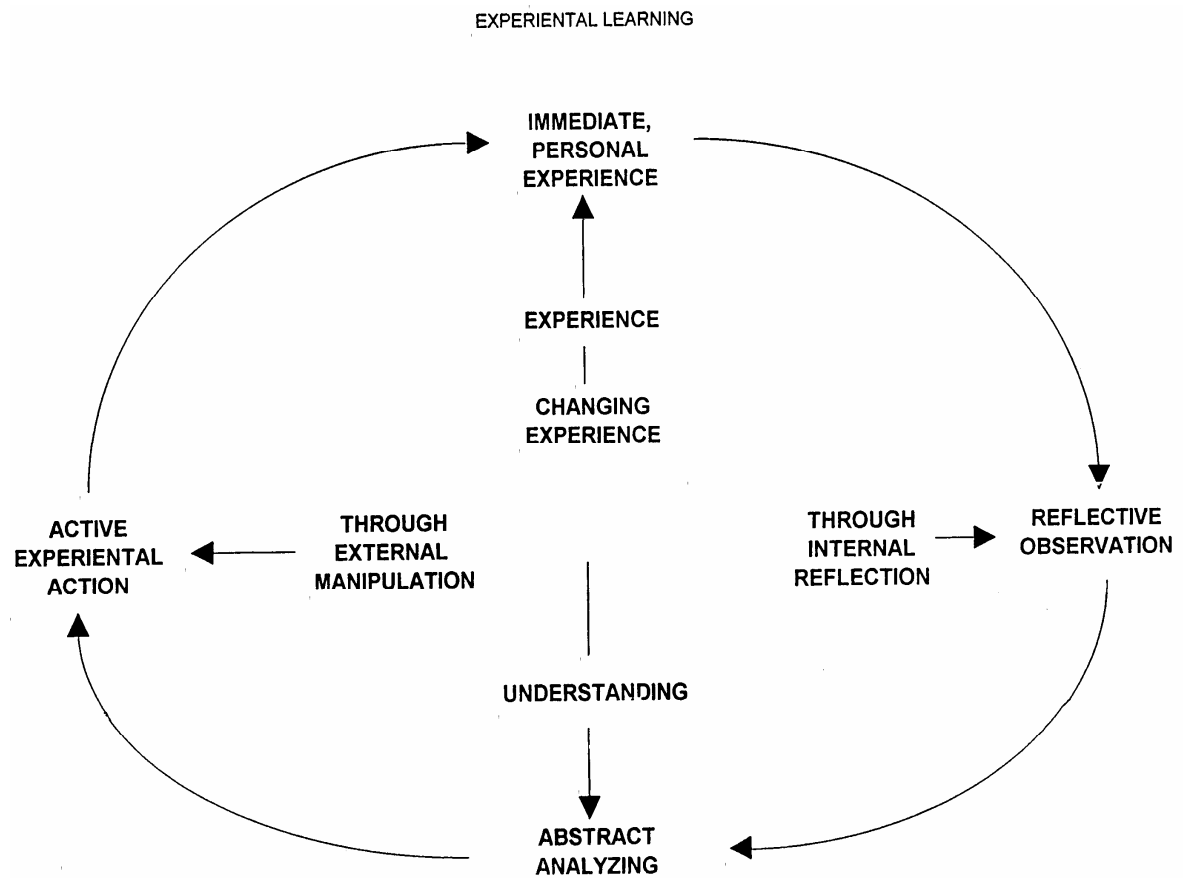 EXPERIENTAL LEARNING
IMMEDIATE,
PERSONAL
EXPERIENCE
EXPERIENCE
CHANGING
EXPERIENCE
ACTIVE
EXPERIENTAL
ACTION
THROUGH
EXTERNAL
MANIPULATION
THROUGH
INTERNAL
REFLECTION
REFLECTIVE
OBSERVATION
UNDERSTANDING
ABSTRACT
ANALYZING